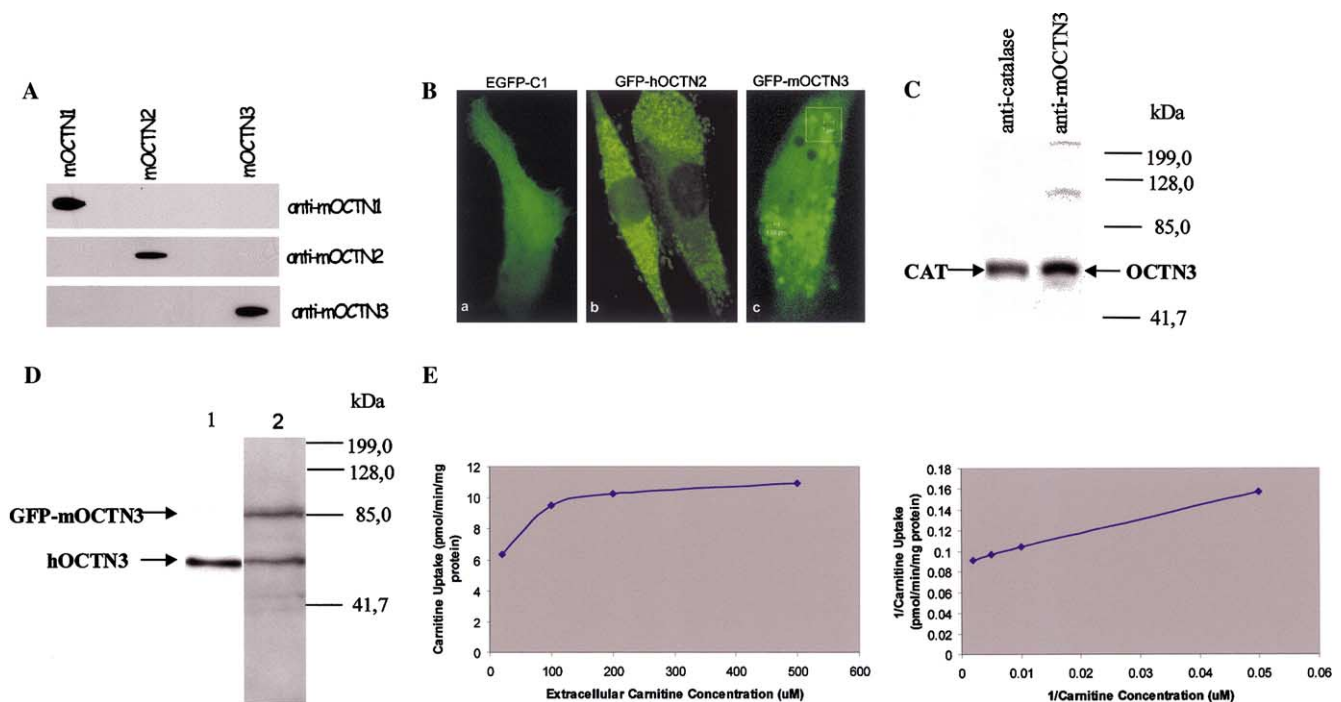 A
mOCTN1
mOCTN2
mOCTN3
anti-mOCTN1
anti-mOCTN2
anti-mOCTN3
B
EGFP-C1
GFP-hOCTN2
GFP-mOCTN3
a
b
c
C
anti-catalase
anti-mOCTN3
kDa
199,0
128,0
85,0
41,7
CAT
OCTN3
D
1
2
kDa
199,0
128,0
85,0
41,7
GFP-mOCTN3
hOCTN3
E
Carnitine Uptake (pmol/min/mg
protein)
12
10
8
6
4
2
0
0
100
200
300
400
500
600
Extracellular Carnitine Concentration (uM)
1/Carnitine Uptake
(pmol/min/mg protein)
0.18
0.16
0.14
0.12
0.1
0.08
0.06
0.04
0.02
0
0
0.01
0.02
0.03
0.04
0.05
0.06
1/Carnitine Concentration (uM)